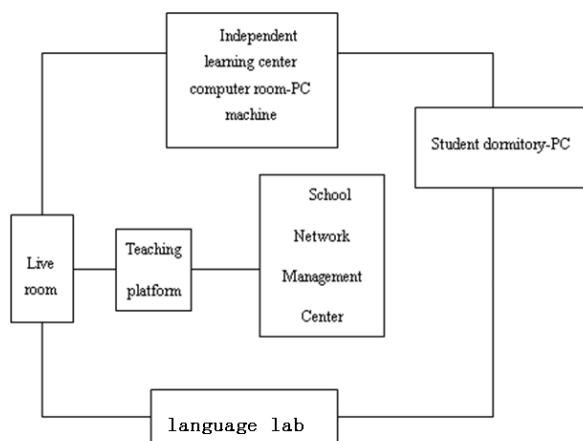 Independent
learning center
computer room-PC
machine
Student dormitory-PC
School
Network
Management
Center
Teaching
platform
Live
room
language lab